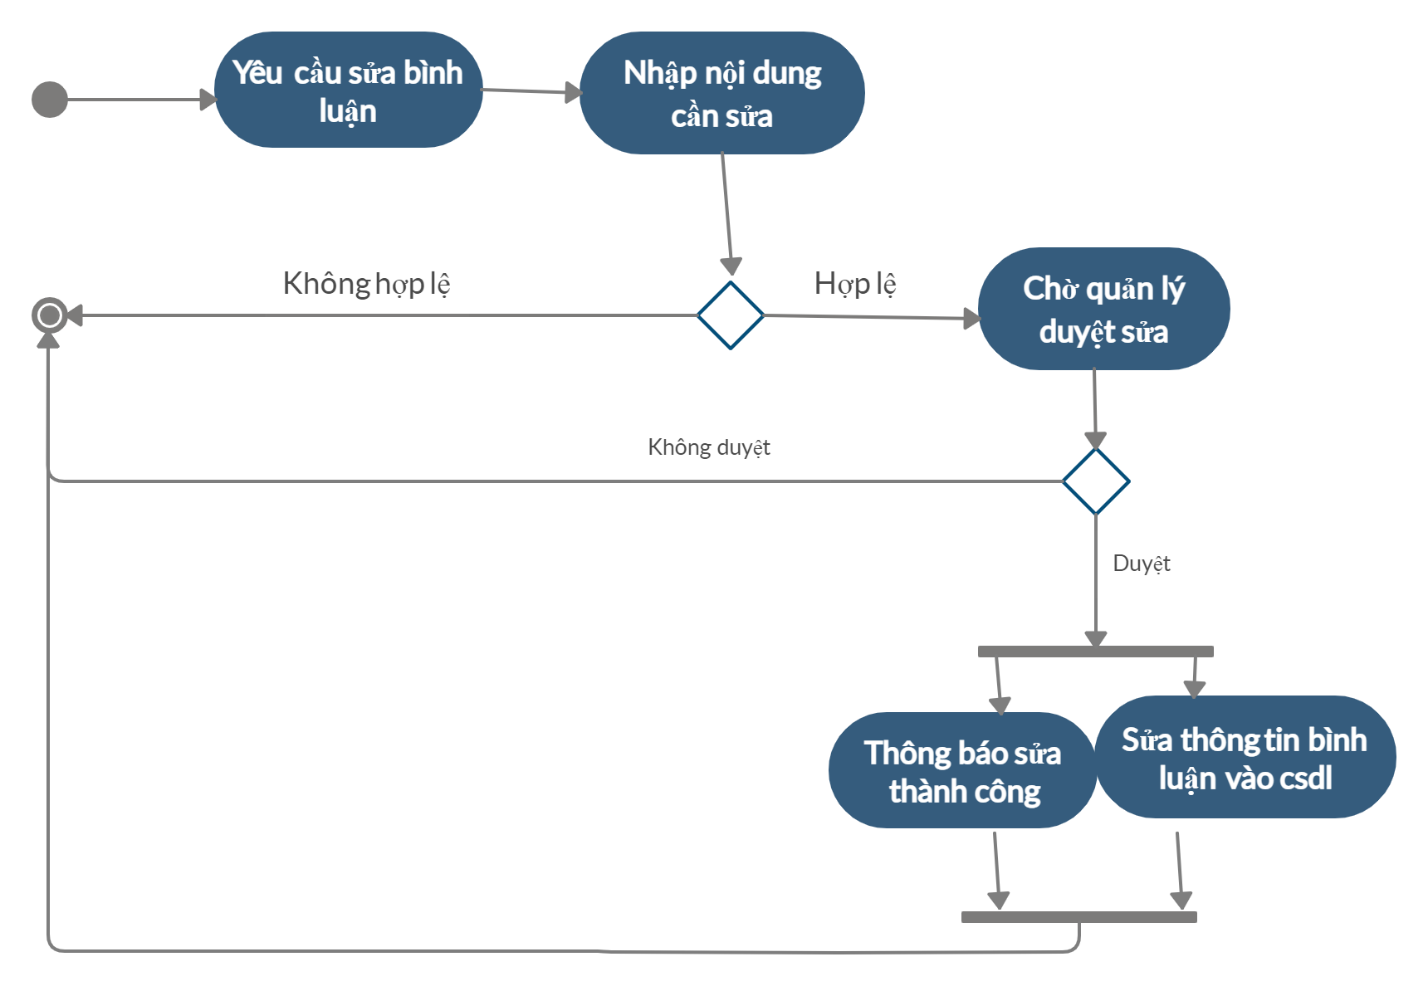 Yêu cầu sửa bình
luận
Nhập nội dung
cần sửa
Không hợp lệ
Hợp lệ
Chờ quản lý
duyệt sửa
Không duyệt
Duyệt
Thông báo sửa
thành công
Sửa thông tin bình
luận vào csdl